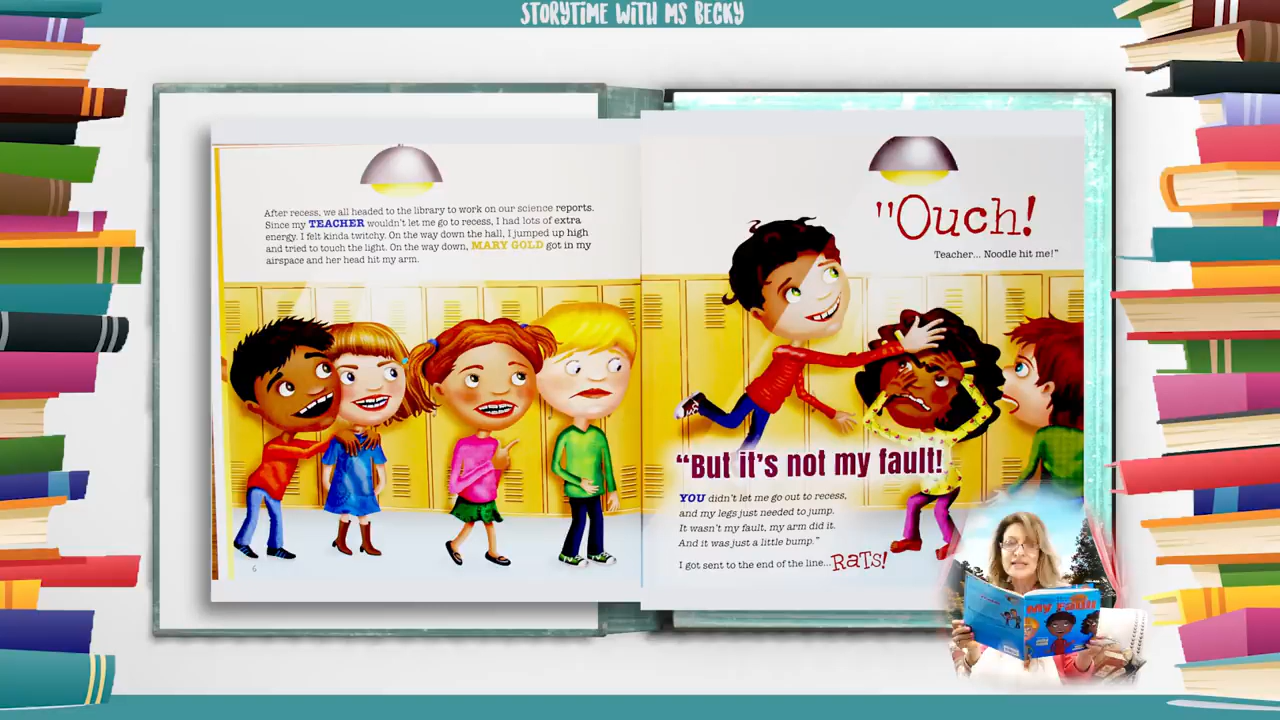 STORYTIME WITH MS BECKY
After recess, we all headed to the library to work on our science reports.
Since my TEACHER wouldn't let me go to recess, I had lots of extra
energy. I felt kinda twitchy. On the way down the hall, I jumped up high
and tried to touch the light. On the way down, MARY GOLD got in my
airspace and her head hit my arm.
6
"Ouch!
Teacher... Noodle hit me!"
"But it's not my fault!
YOU didn't let me go out to recess,
and my legs just needed to jump.
It wasn't my fault, my arm did it.
And it was just a little bump."
I got sent to the end of the line... RATS!
My Fault